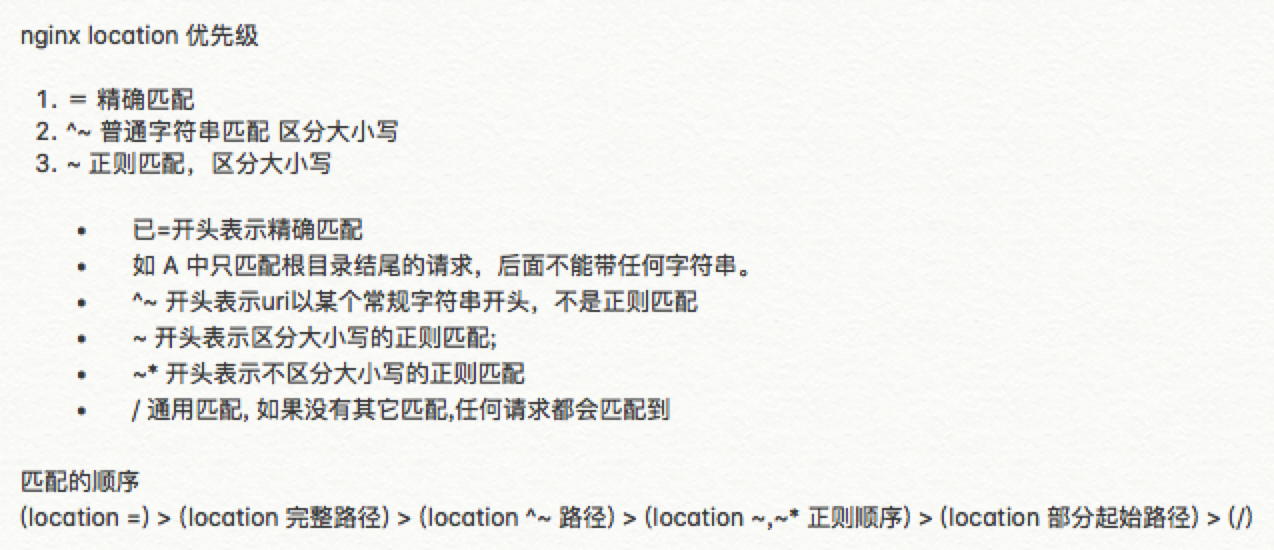 nginx location 优先级
1. = 精确匹配
2. ^~ 普通字符串匹配 区分大小写
3. ~ 正则匹配，区分大小写
• 已=开头表示精确匹配
• 如 A 中只匹配根目录结尾的请求，后面不能带任何字符串。
• ^~ 开头表示uri以某个常规字符串开头，不是正则匹配
• ~ 开头表示区分大小写的正则匹配;
• ~* 开头表示不区分大小写的正则匹配
• / 通用匹配, 如果没有其它匹配,任何请求都会匹配到
匹配的顺序
(location =) > (location 完整路径) > (location ^~ 路径) > (location ~,~* 正则顺序) > (location 部分起始路径) > (/)